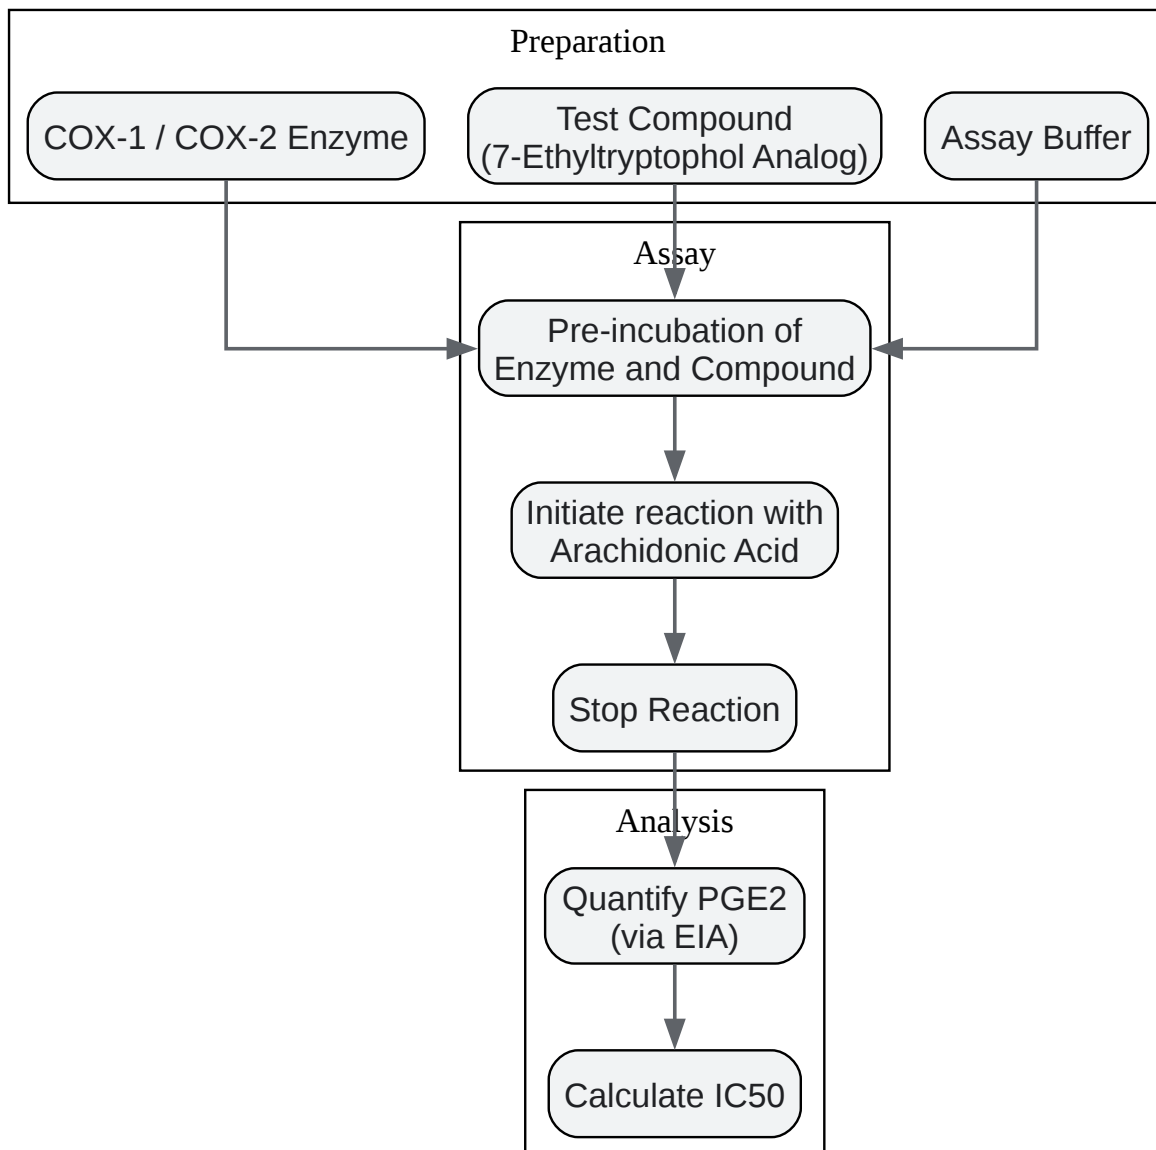 Preparation
COX-1 / COX-2 Enzyme
Test Compound
(7-Ethyltryptophol Analog)
Assay Buffer
Assay
Pre-incubation of
Enzyme and Compound
Initiate reaction with
Arachidonic Acid
Stop Reaction
Analysis
Quantify PGE2
(via EIA)
Calculate IC50